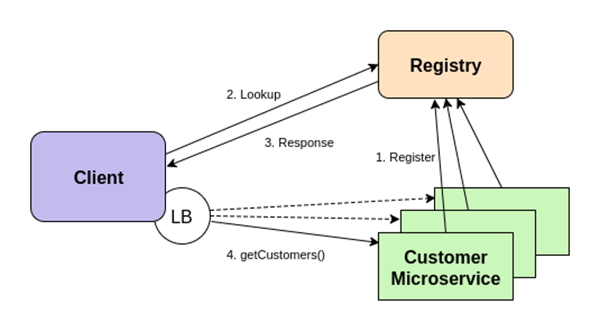 Registry
2. Lookup
3. Response
1. Register
Client
LB
4. getCustomers()
Customer
Microservice